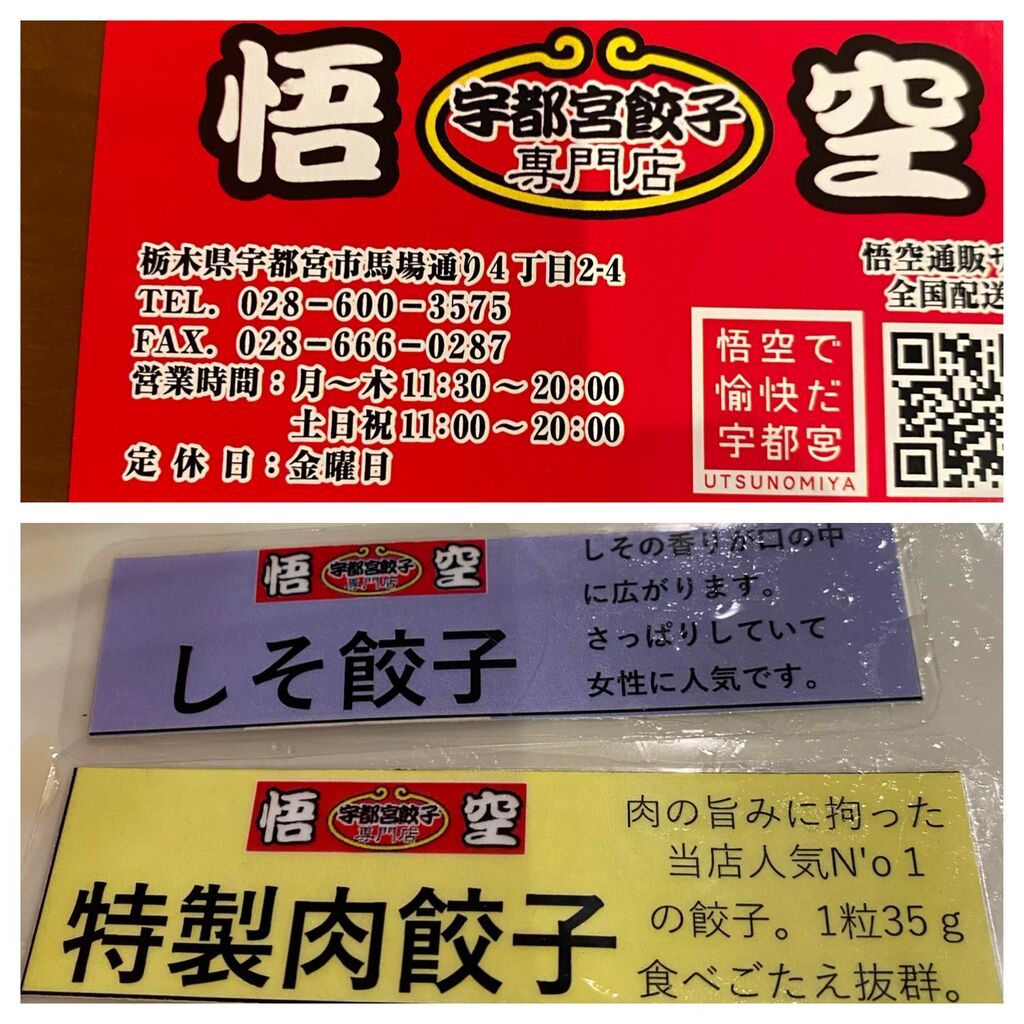 悟 宇都宮餃子 空
専門店
栃木県宇都宮市馬場通り4丁目2-4
TEL. 028－600－3575
FAX. 028－666－0287
営業時間：月～木 11:30～20:00
土日祝 11:00～20:00
定休日：金曜日
悟空通販サ
全国配送
悟空で
愉快だ
宇都宮
UTSUNOMIYA
悟 宇都宮餃子 空
専門店
しそ餃子
しその香りが口の中
に広がります。
さっぱりしていて
女性に人気です。
悟 宇都宮餃子 空
専門店
特製肉餃子
肉の旨みに拘った
当店人気N'o1
の餃子。1粒35g
食べごたえ抜群。